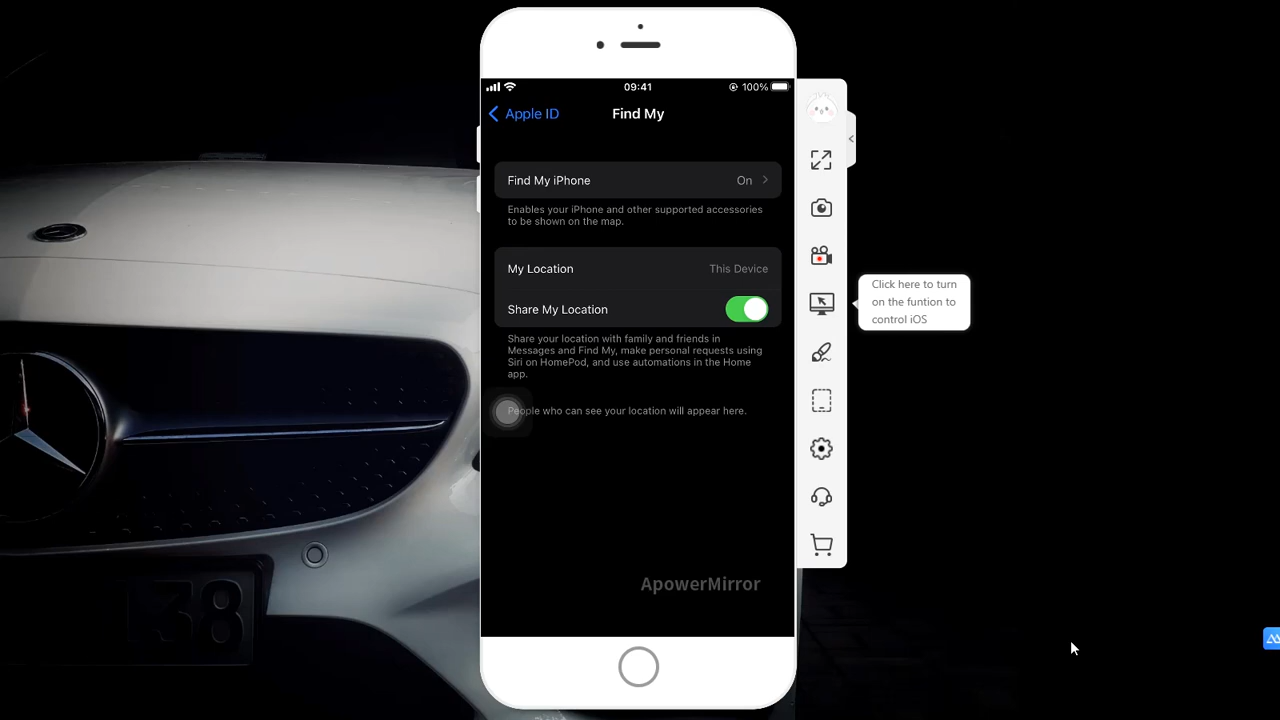 09:41
100%
Apple ID
Find My
Find My iPhone
On
Enables your iPhone and other supported accessories
to be shown on the map.
My Location
This Device
Share My Location
Share your location with family and friends in
Messages and Find My, make personal requests using
Siri on HomePod, and use automations in the Home
app.
People who can see your location will appear here.
Click here to turn
on the funtion to
control iOS
38
ApowerMirror